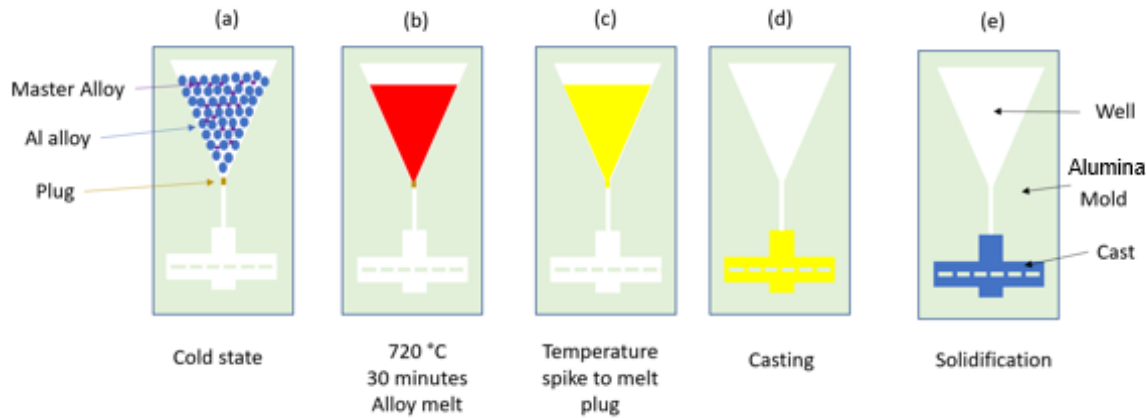 (a)
(b)
(c)
(d)
(e)
Master Alloy
Al alloy
Plug
Well
Alumina
Mold
Cast
Cold state
720 °C
30 minutes
Alloy melt
Temperature
spike to melt
plug
Casting
Solidification